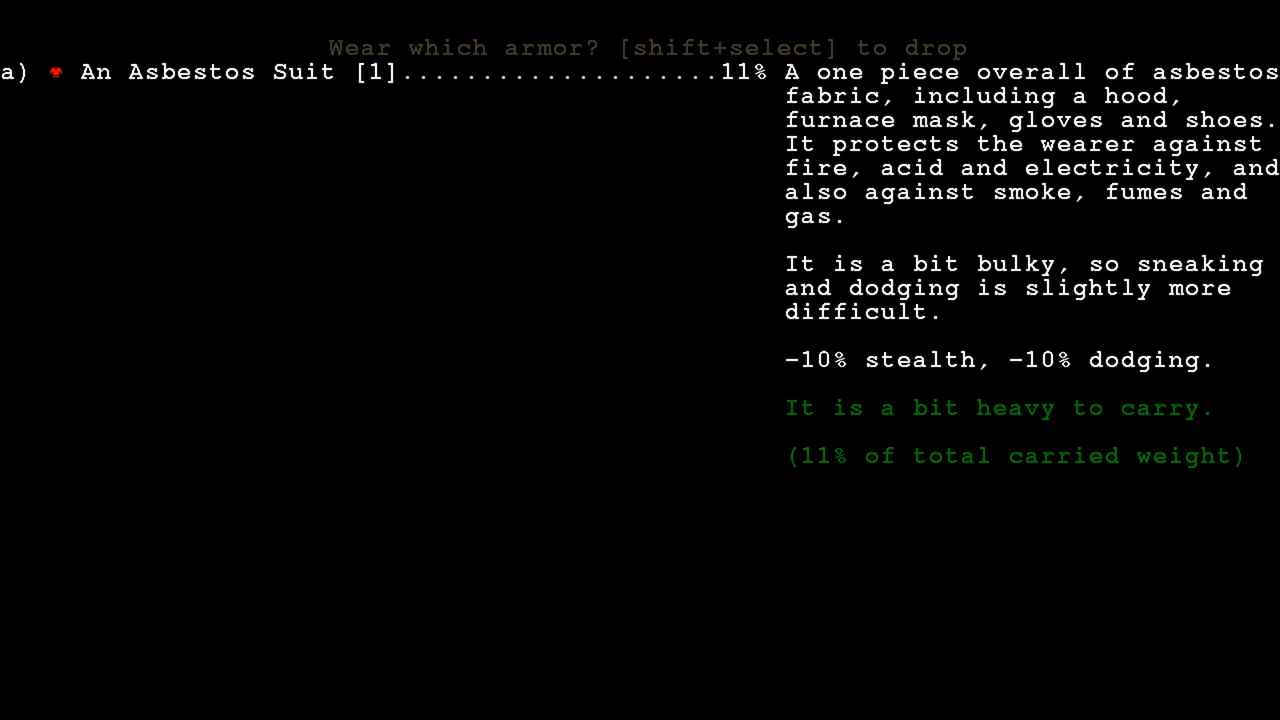 Wear which armor? [shift+select] to drop
a) An Asbestos Suit [1]....................11%
A one piece overall of asbestos
fabric, including a hood,
furnace mask, gloves and shoes.
It protects the wearer against
fire, acid and electricity, and
also against smoke, fumes and
gas.
It is a bit bulky, so sneaking
and dodging is slightly more
difficult.
-10% stealth, -10% dodging.
It is a bit heavy to carry.
(11% of total carried weight)